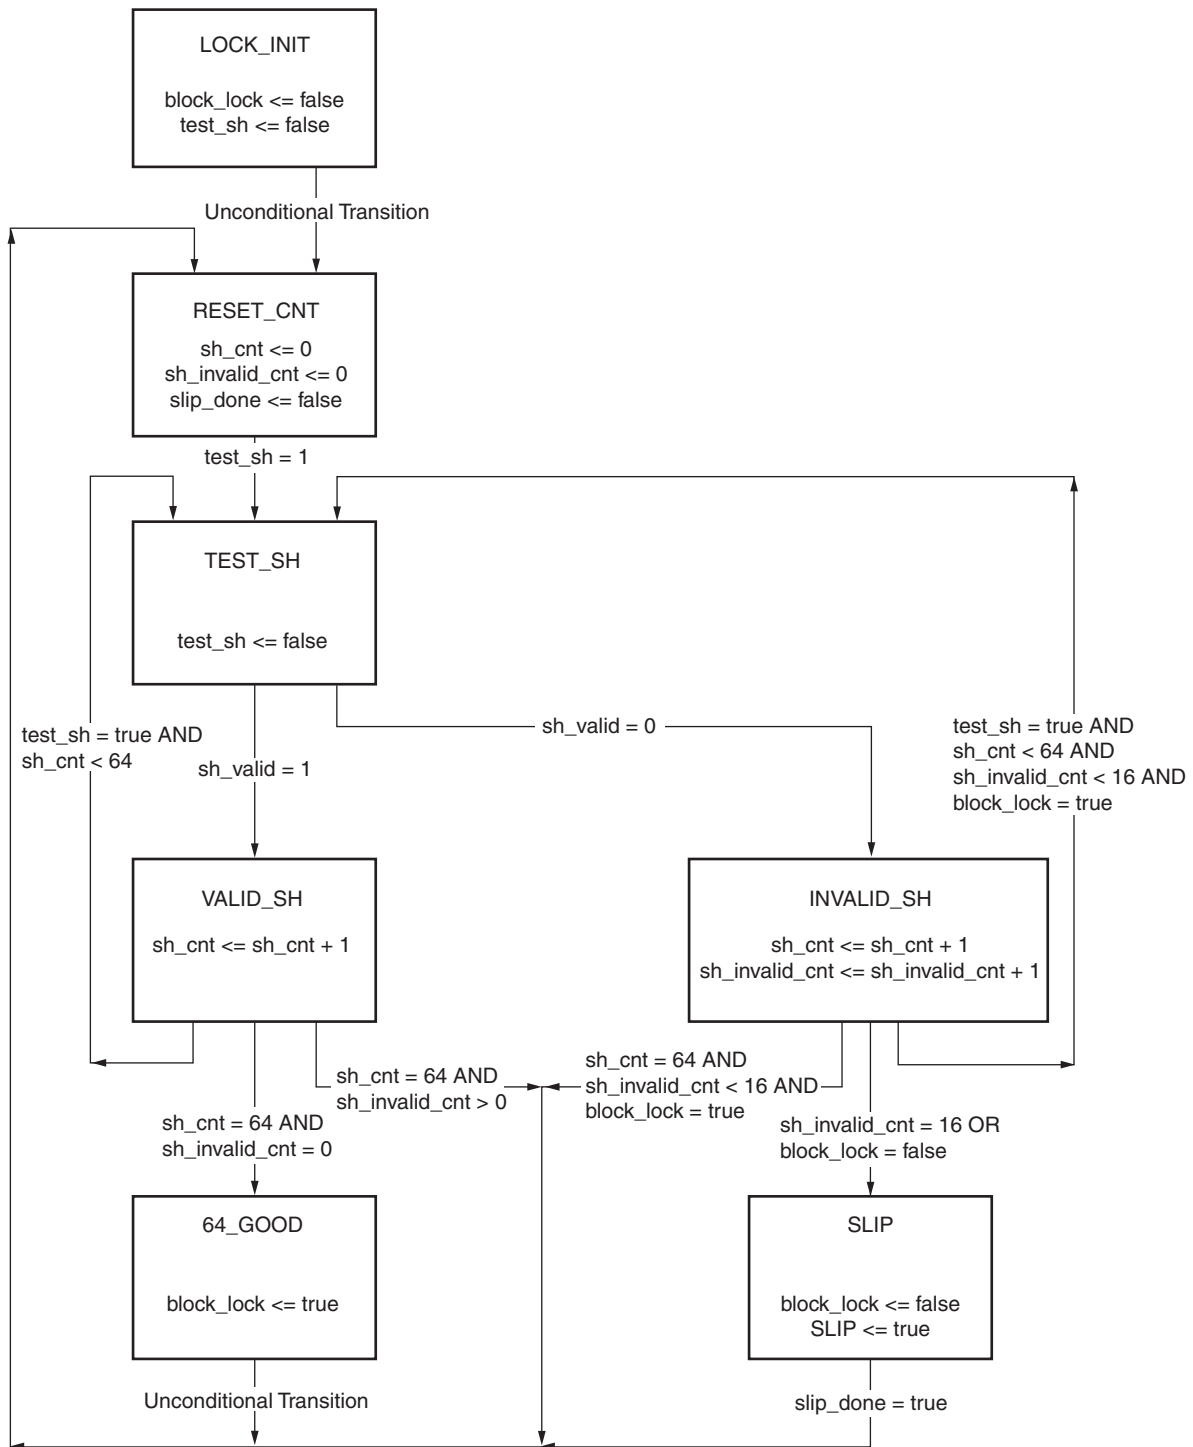 LOCK_INIT
block_lock <= false
test_sh <= false
Unconditional Transition
RESET_CNT
sh_cnt <= 0
sh_invalid_cnt <= 0
slip_done <= false
test_sh = 1
TEST_SH
test_sh <= false
test_sh = true AND
sh_cnt < 64
sh_valid = 1
sh_valid = 0
test_sh = true AND
sh_cnt < 64 AND
sh_invalid_cnt < 16 AND
block_lock = true
VALID_SH
sh_cnt <= sh_cnt + 1
INVALID_SH
sh_cnt <= sh_cnt + 1
sh_invalid_cnt <= sh_invalid_cnt + 1
sh_cnt = 64 AND
sh_invalid_cnt > 0
sh_cnt = 64 AND
sh_invalid_cnt < 16 AND
block_lock = true
sh_cnt = 64 AND
sh_invalid_cnt = 0
sh_invalid_cnt = 16 OR
block_lock = false
64_GOOD
block_lock <= true
SLIP
block_lock <= false
SLIP <= true
Unconditional Transition
slip_done = true